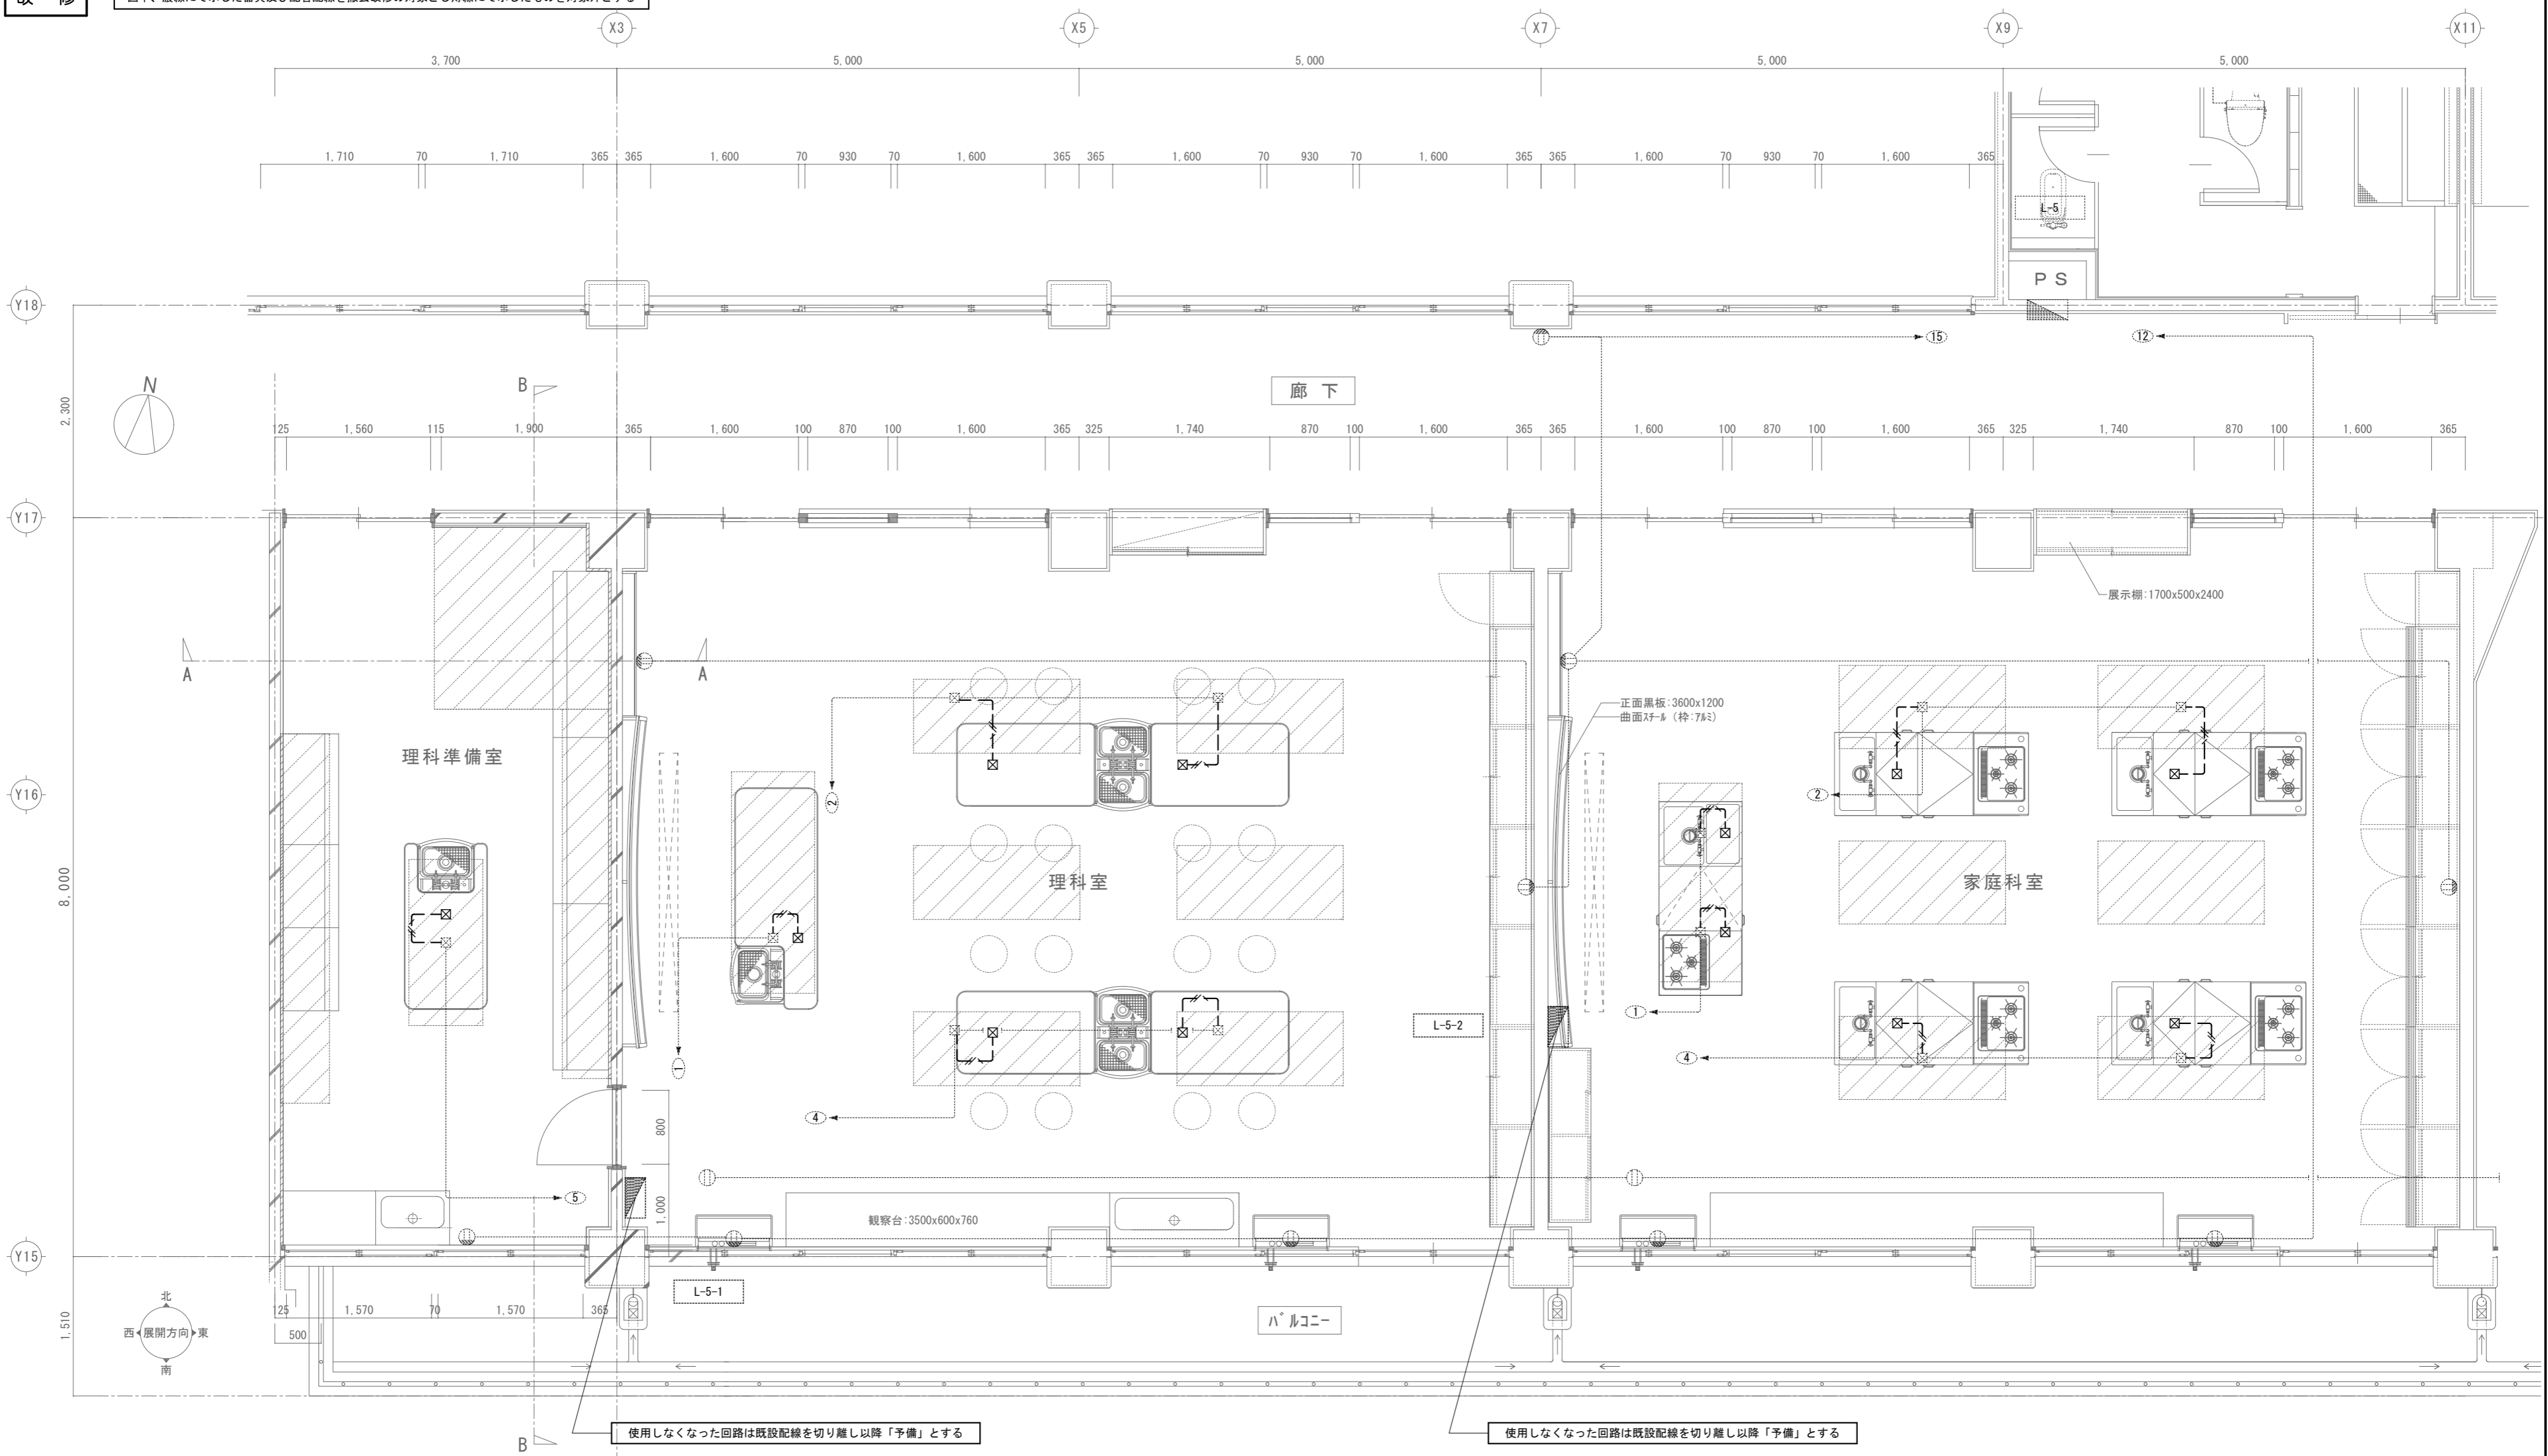 改 修
X3 X5 X7 X9 X11
3,700 5,000 5,000 5,000 5,000
1,710 70 1,710 365 365 1,600 70 930 70 1,600 365 365 1,600 70 930 70 1,600 365 365 1,600 70 930 70 1,600 365
L-5
PS
Y18
15 12
N
B
廊 下
2,300
125 1,560 115 1,900 365 1,600 100 870 100 1,600 365 325 1,740 870 100 1,600 365 365 1,600 100 870 100 1,600 365 325 1,740 870 100 1,600 365
Y17
展示棚:1700x500x2400
A A
正面黒板:3600x1200
曲面ｽﾁｰﾙ (枠:ｱﾙﾐ)
理科準備室
Y16
2
2
8,000
理科室
家庭科室
1
L-5-2
1
4
4
800
5
1,000
観察台:3500x600x760
Y15
L-5-1
125 1,570 70 1,570 365
500
1,510
北
西 展開方向 東
南
ﾊﾞﾙｺﾆｰ
使用しなくなった回路は既設配線を切り離し以降「予備」とする
使用しなくなった回路は既設配線を切り離し以降「予備」とする
B